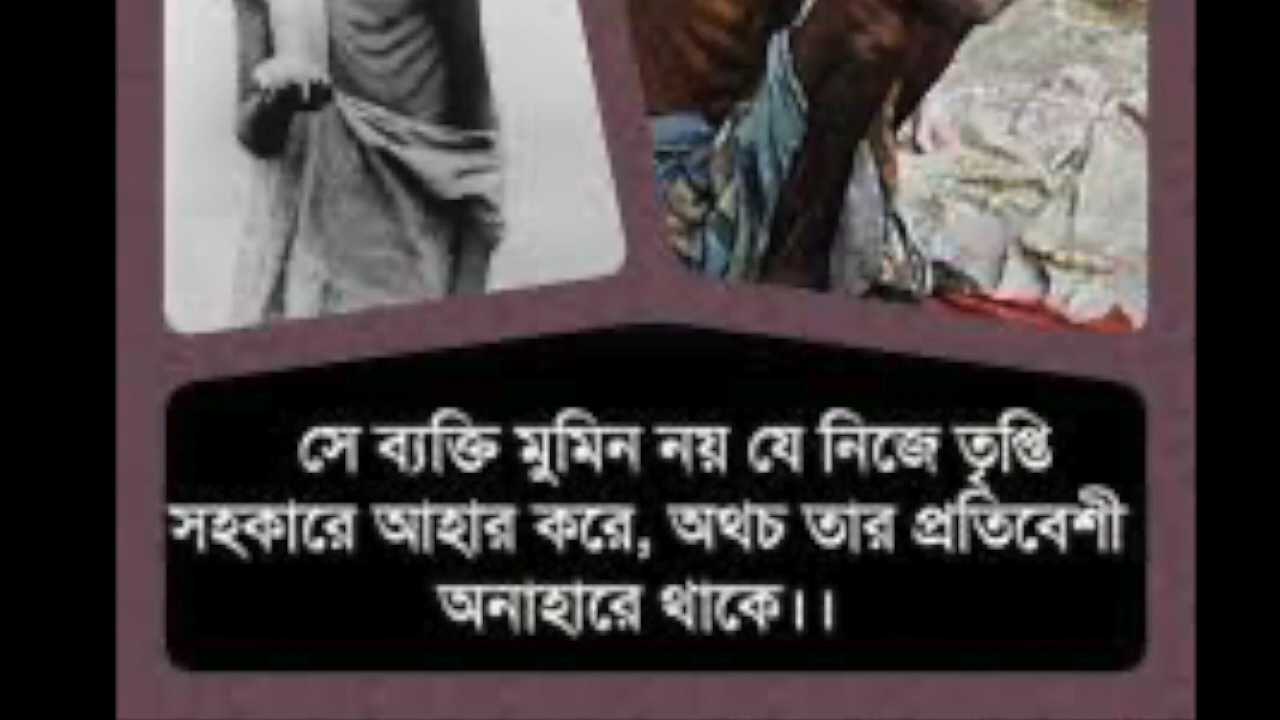 সে ব্যক্তি মুমিন নয় যে নিজে তৃপ্তি
সহকারে আহার করে, অথচ তার প্রতিবেশী
অনাহারে থাকে।।